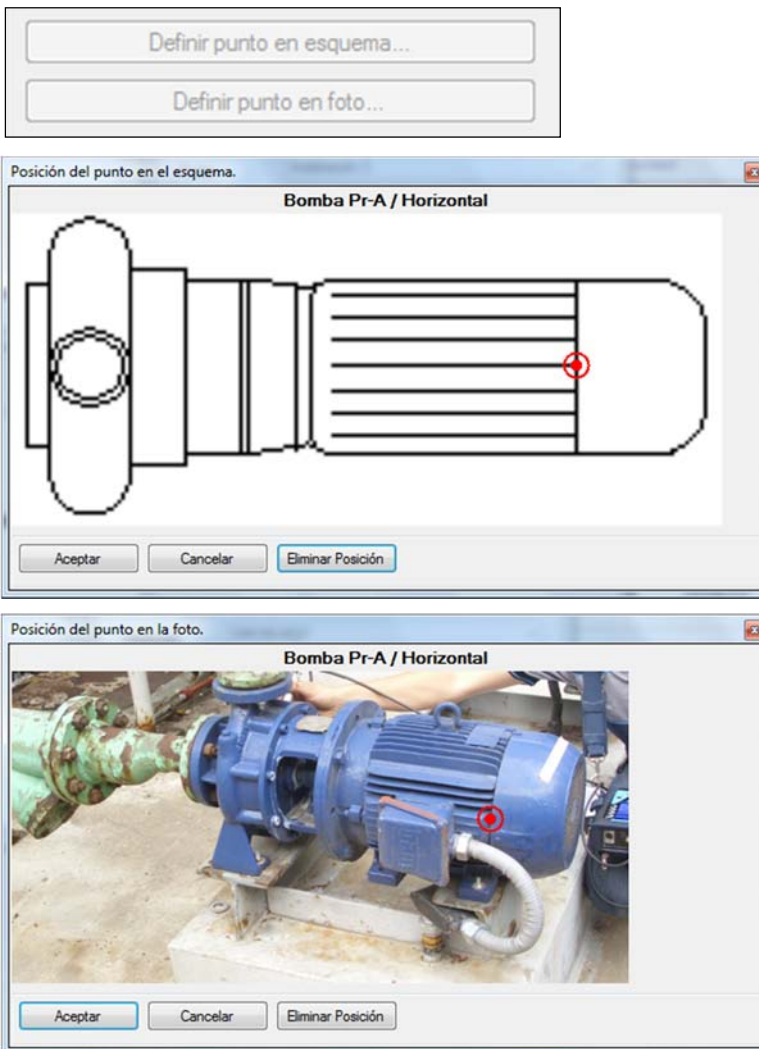 Definir punto en esquema...
Definir punto en foto...
Posición del punto en el esquema.
Bomba Pr-A / Horizontal
Aceptar
Cancelar
Eliminar Posición
Posición del punto en la foto.
Bomba Pr-A / Horizontal
Aceptar
Cancelar
Eliminar Posición